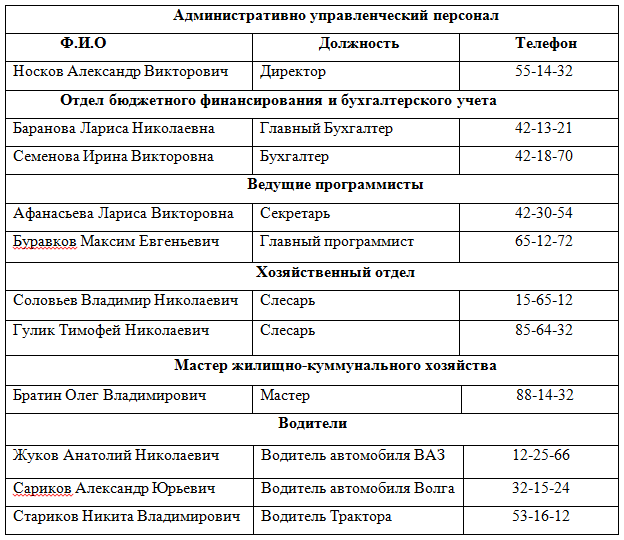 Административно управленческий персонал
Ф.И.О Должность Телефон
Носков Александр Викторович Директор 55-14-32
Отдел бюджетного финансирования и бухгалтерского учета
Баранова Лариса Николаевна Главный Бухгалтер 42-13-21
Семенова Ирина Викторовна Бухгалтер 42-18-70
Ведущие программисты
Афанасьева Лариса Викторовна Секретарь 42-30-54
Буравков Максим Евгеньевич Главный программист 65-12-72
Хозяйственный отдел
Соловьев Владимир Николаевич Слесарь 15-65-12
Гулик Тимофей Николаевич Слесарь 85-64-32
Мастер жилищно-куммунального хозяйства
Братин Олег Владимирович Мастер 88-14-32
Водители
Жуков Анатолий Николаевич Водитель автомобиля ВАЗ 12-25-66
Сариков Александр Юрьевич Водитель автомобиля Волга 32-15-24
Стариков Никита Владимирович Водитель Трактора 53-16-12